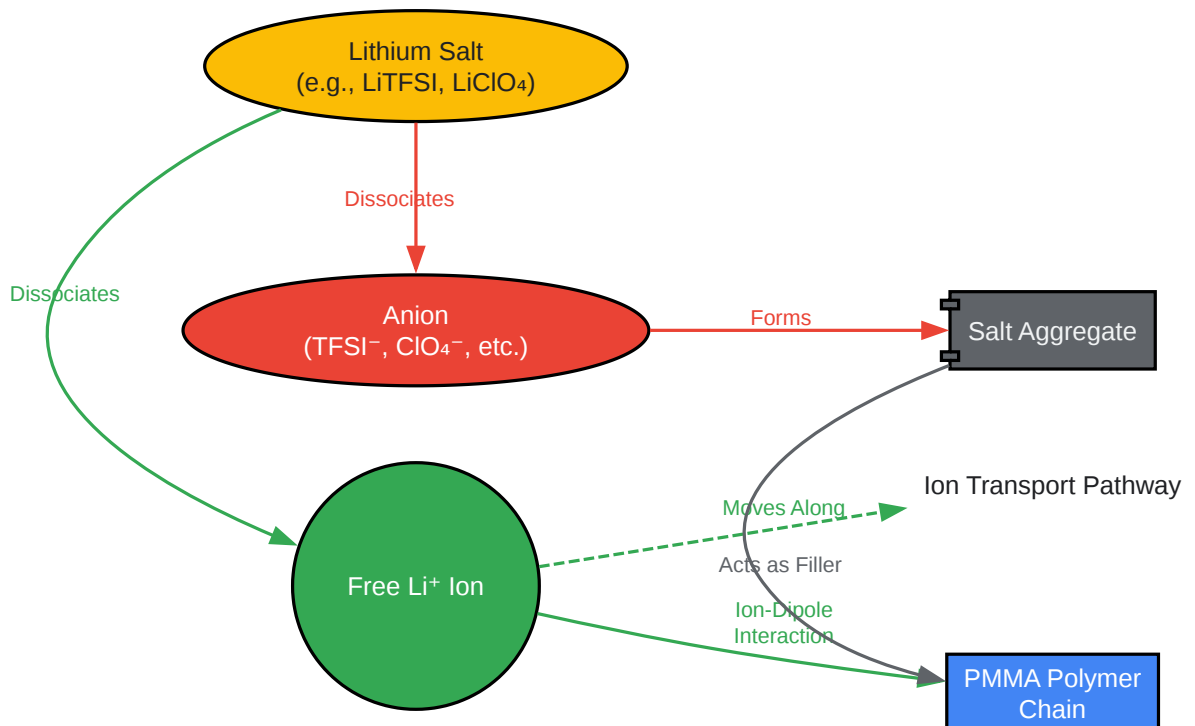 Lithium Salt
(e.g., LiTFSI, LiClO₄)
Dissociates
Dissociates
Anion
(TFSI⁻, ClO₄⁻, etc.)
Forms
Salt Aggregate
Ion Transport Pathway
Moves Along
Acts as Filler
Free Li⁺ Ion
Ion-Dipole
Interaction
PMMA Polymer
Chain